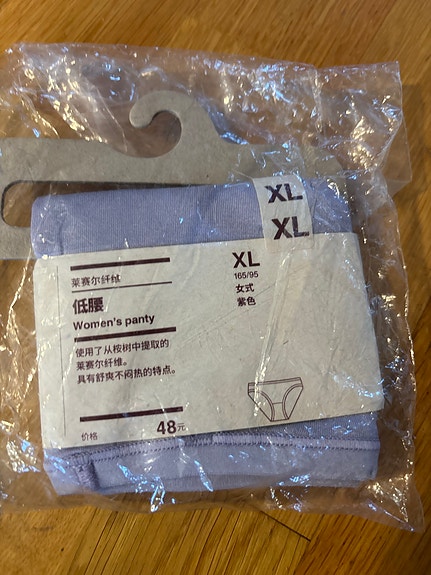 XL
XL
XL
165/95
女式
紫色
莱赛尔纤绒
低腰
Women's panty
使用了从桉树中提取的
莱赛尔纤维。
具有舒爽不闷热的特点。
价格
48元